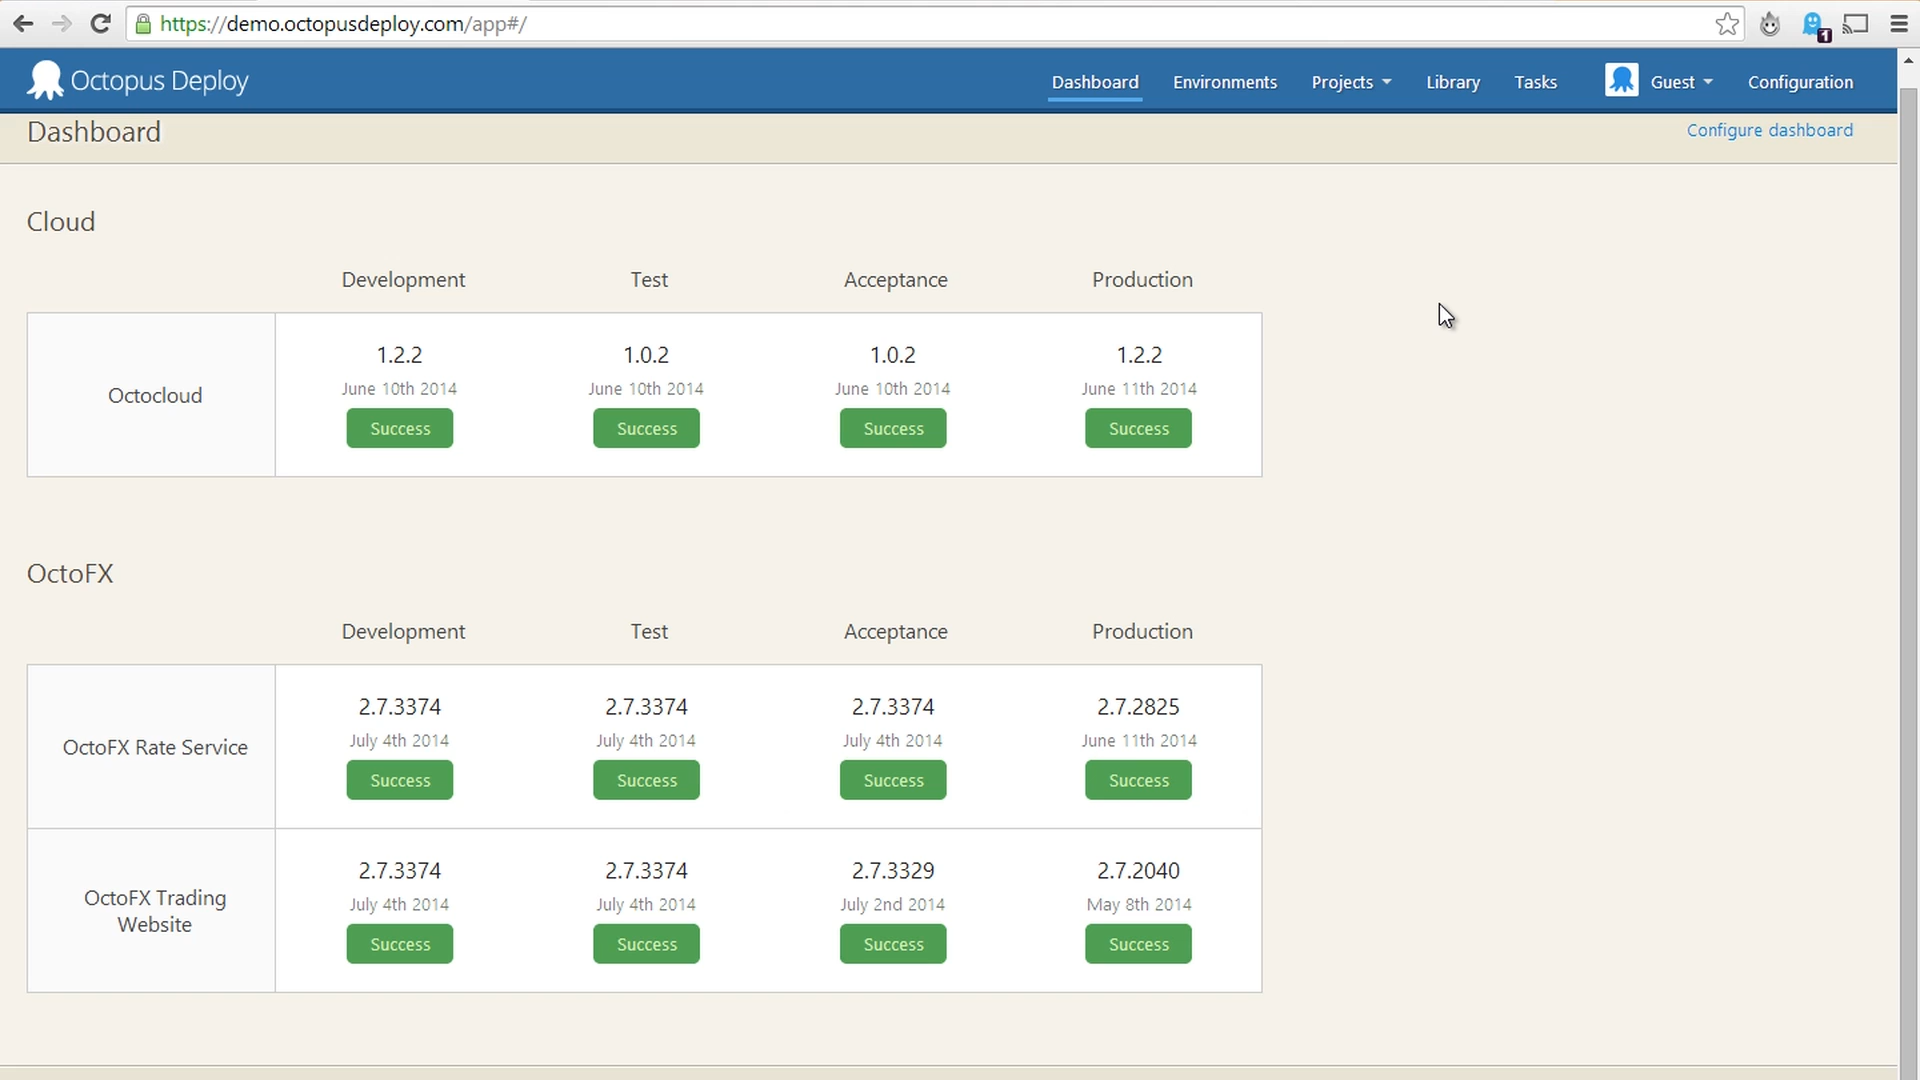 https://demo.octopusdeploy.com/app#/
1
Octopus Deploy
Dashboard Environments Projects Library Tasks Guest Configuration
Dashboard Configure dashboard
Cloud
Development Test Acceptance Production
1.2.2 1.0.2 1.0.2 1.2.2
June 10th 2014 June 10th 2014 June 10th 2014 June 11th 2014
Octocloud
Success Success Success Success
OctoFX
Development Test Acceptance Production
2.7.3374 2.7.3374 2.7.3374 2.7.2825
July 4th 2014 July 4th 2014 July 4th 2014 June 11th 2014
OctoFX Rate Service
Success Success Success Success
2.7.3374 2.7.3374 2.7.3329 2.7.2040
OctoFX Trading
July 4th 2014 July 4th 2014 July 2nd 2014 May 8th 2014
Website
Success Success Success Success